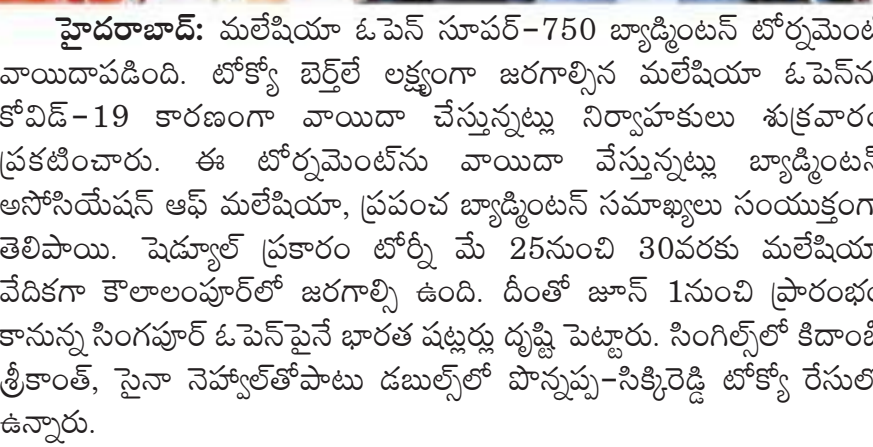 హైదరాబాద్: మలేషియా ఓపెన్ సూపర్-750 బ్యాడ్మింటన్ టోర్నమెంట్
వాయిదాపడింది. టోక్యో బెర్త్‌లే లక్ష్యంగా జరగాల్సిన మలేషియా ఓపెన్‌ను
కోవిడ్-19 కారణంగా వాయిదా చేస్తున్నట్లు నిర్వాహకులు శుక్రవారం
ప్రకటించారు. ఈ టోర్నమెంట్‌ను వాయిదా వేస్తున్నట్లు బ్యాడ్మింటన్
అసోసియేషన్ ఆఫ్ మలేషియా, ప్రపంచ బ్యాడ్మింటన్ సమాఖ్యలు సంయుక్తంగా
తెలిపాయి. షెడ్యూల్ ప్రకారం టోర్నీ మే 25నుంచి 30వరకు మలేషియా
వేదికగా కౌలాలంపూర్‌లో జరగాల్సి ఉంది. దీంతో జూన్ 1నుంచి ప్రారంభం
కానున్న సింగపూర్ ఓపెన్‌పైనే భారత షట్లర్లు దృష్టి పెట్టారు. సింగిల్స్‌లో కిదాంబి
శ్రీకాంత్, సైనా నెహ్వాల్‌తోపాటు డబుల్స్‌లో పొన్నప్ప-సిక్కిరెడ్డి టోక్యో రేసులో
ఉన్నారు.